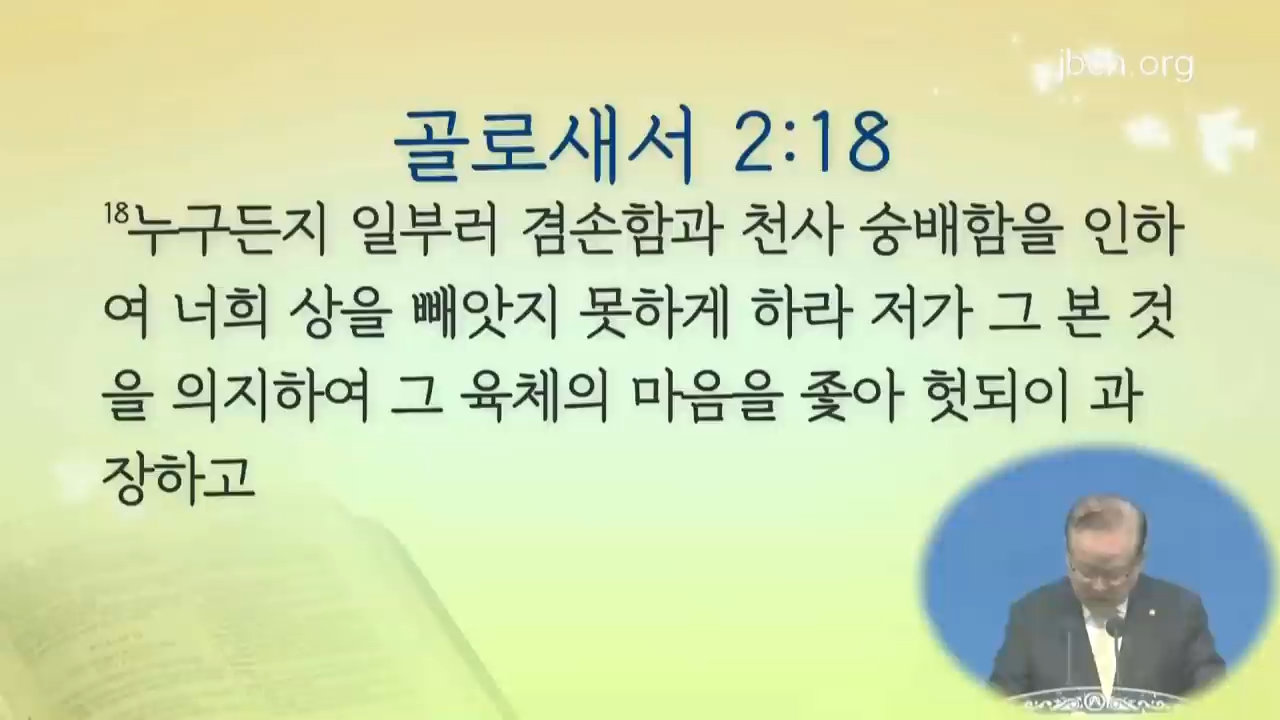 jbch.org
골로새서 2:18
18누구든지 일부러 겸손함과 천사 숭배함을 인하
여 너희 상을 빼앗지 못하게 하라 저가 그 본 것
을 의지하여 그 육체의 마음을 좇아 헛되이 과
장하고